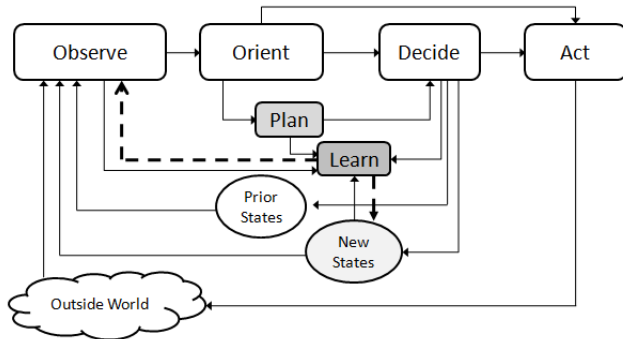 Observe
Orient
Decide
Act
Plan
Learn
Prior
States
New
States
Outside World